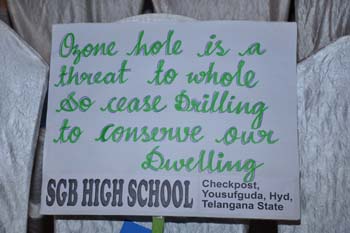 Ozone hole is a
threat to whole
So cease Drilling
to conserve our
Dwelling
SGB HIGH SCHOOL
Checkpost,
Yousufguda, Hyd,
Telangana State